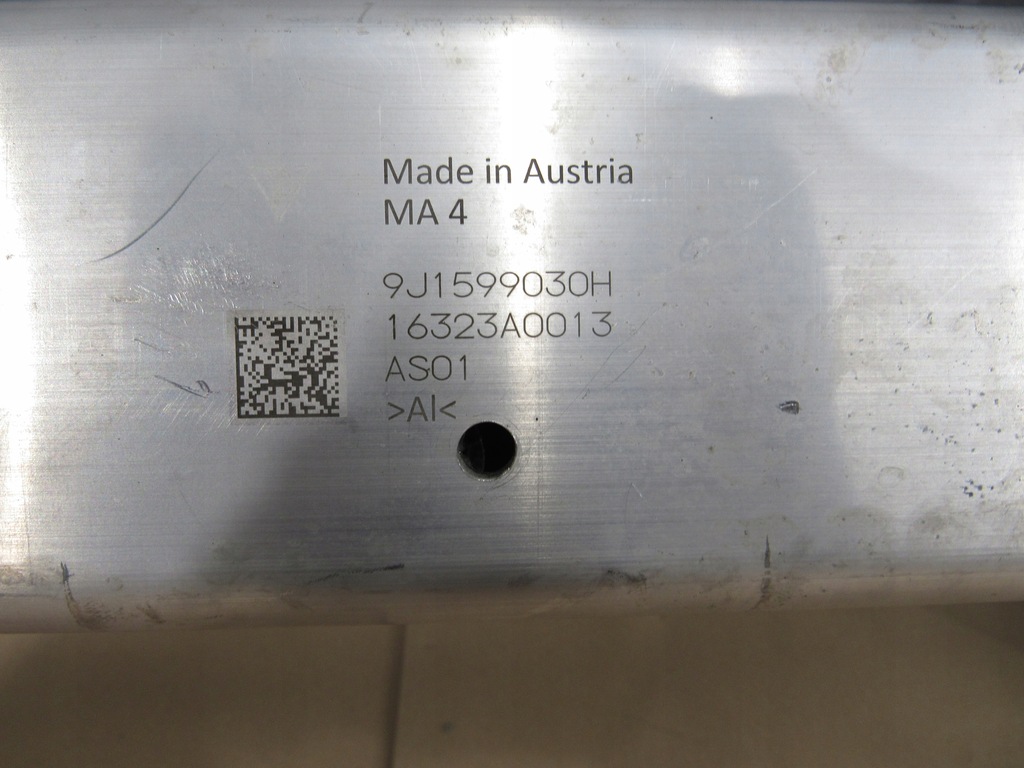 Made in Austria
MA 4
9J1599030H
16323A0013
AS01
>Al<